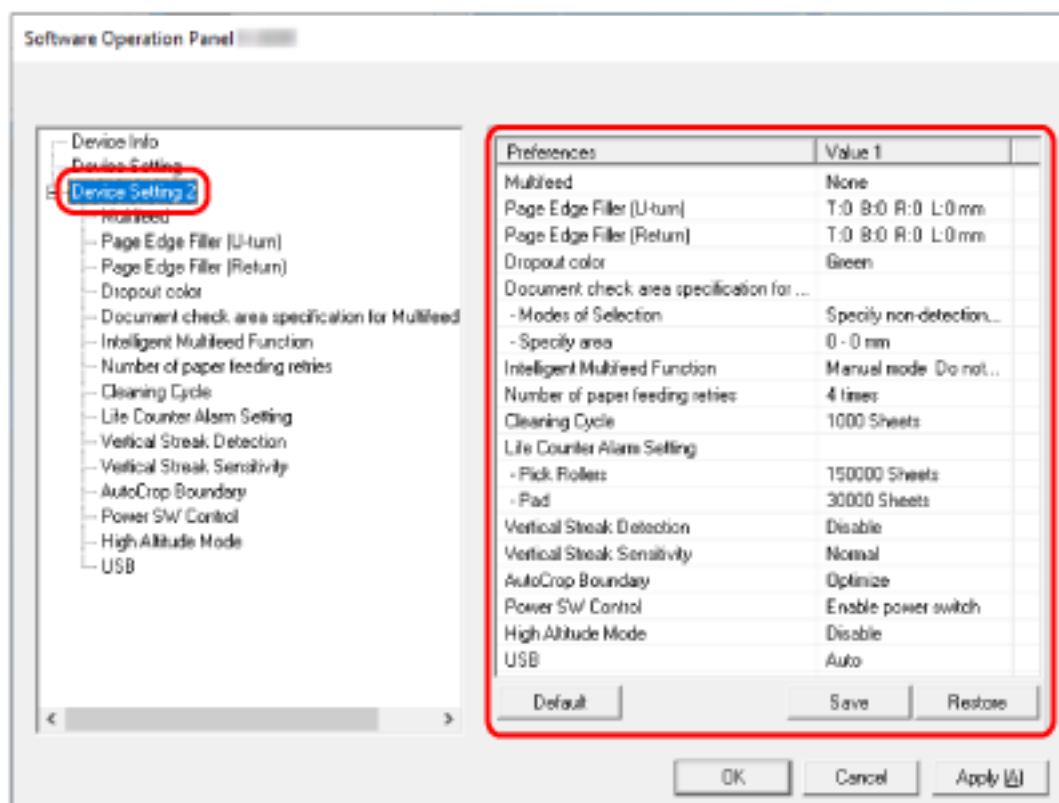 Software Operation Panel
Device Info
Device Setting
Device Setting 2
Multifeed
Page Edge Filler (U-turn)
Page Edge Filler (Return)
Dropout color
Document check area specification for Multifeed
Intelligent Multifeed Function
Number of paper feeding retries
Cleaning Cycle
Life Counter Alarm Setting
Vertical Streak Detection
Vertical Streak Sensitivity
AutoCrop Boundary
Power SW Control
High Altitude Mode
USB
Preferences Value 1
Multifeed None
Page Edge Filler (U-turn) T:0 B:0 R:0 L:0 mm
Page Edge Filler (Return) T:0 B:0 R:0 L:0 mm
Dropout color Green
Document check area specification for ...
- Modes of Selection Specify non-detection...
- Specify area 0 - 0 mm
Intelligent Multifeed Function Manual mode Do not...
Number of paper feeding retries 4 times
Cleaning Cycle 1000 Sheets
Life Counter Alarm Setting
- Pick Rollers 150000 Sheets
- Pad 30000 Sheets
Vertical Streak Detection Disable
Vertical Streak Sensitivity Normal
AutoCrop Boundary Optimize
Power SW Control Enable power switch
High Altitude Mode Disable
USB Auto
Default Save Restore
OK Cancel Apply (A)